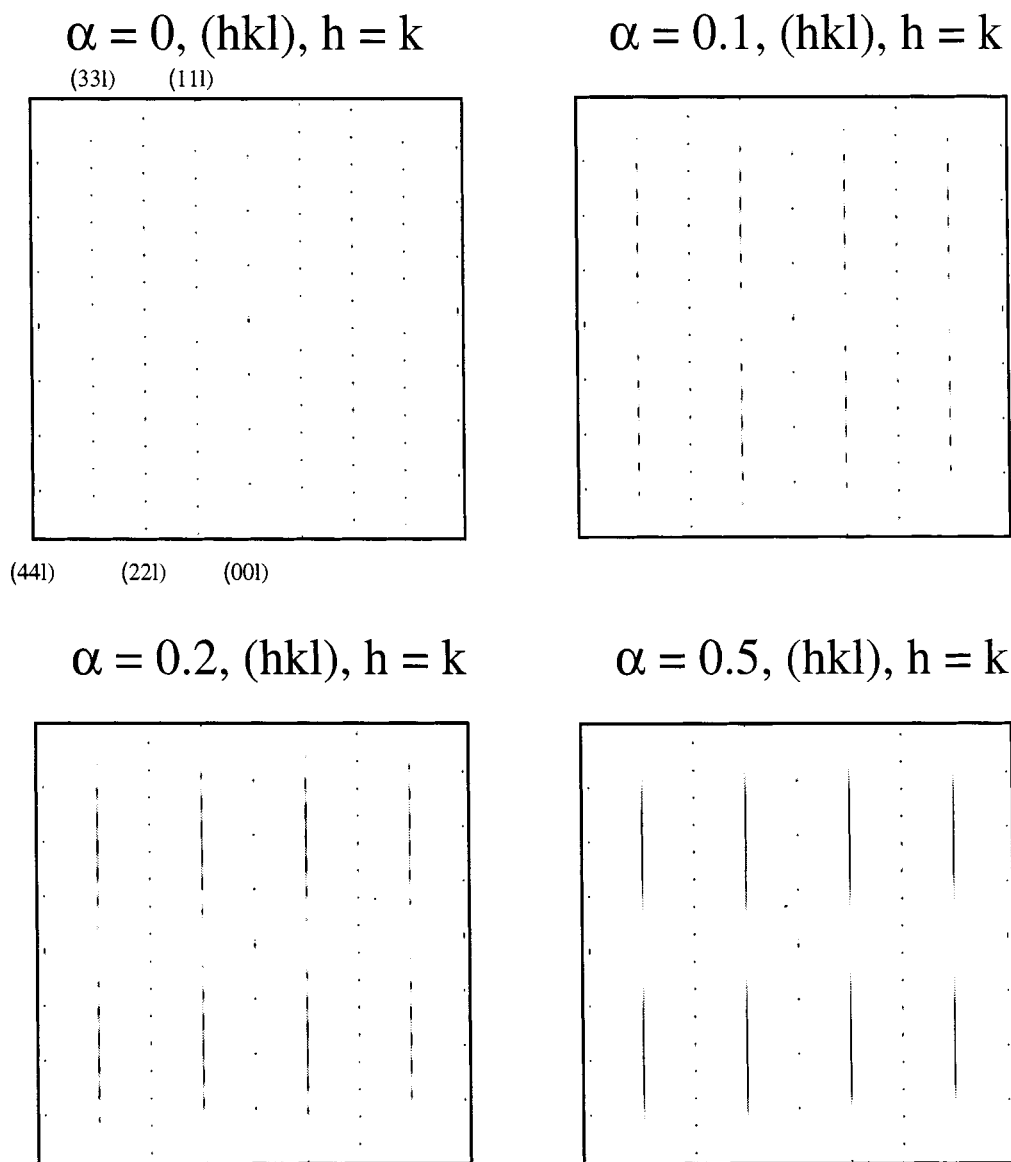 α = 0, (hkl), h = k
α = 0.1, (hkl), h = k
(33l)
(11l)
(44l)
(22l)
(00l)
α = 0.2, (hkl), h = k
α = 0.5, (hkl), h = k